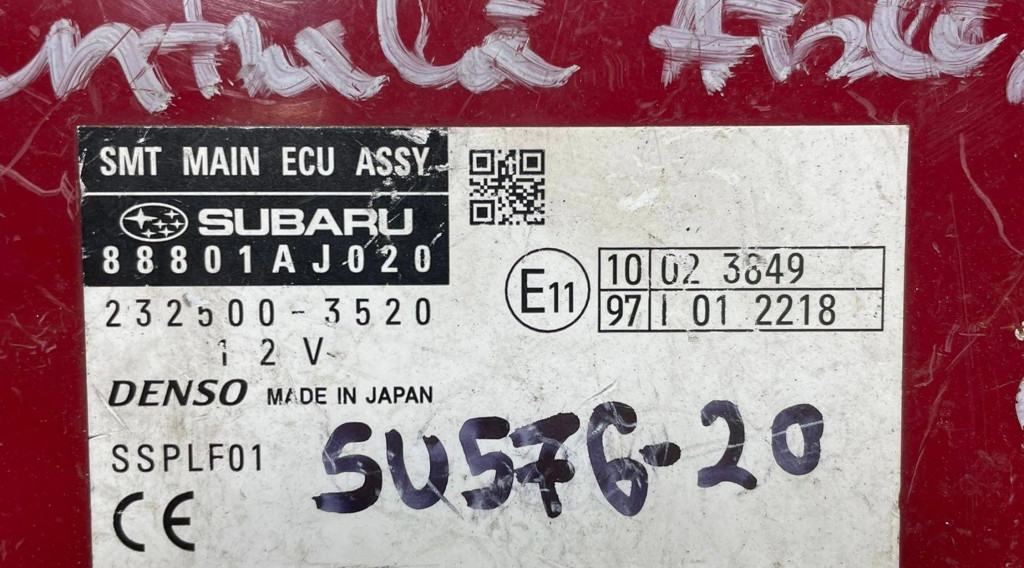 SMT MAIN ECU ASSY
SUBARU
88801AJ020
232500-3520
12V
DENSO MADE IN JAPAN
SSPLF01
CE
E11
10 02 3849
97 I 01 2218
SU576-20